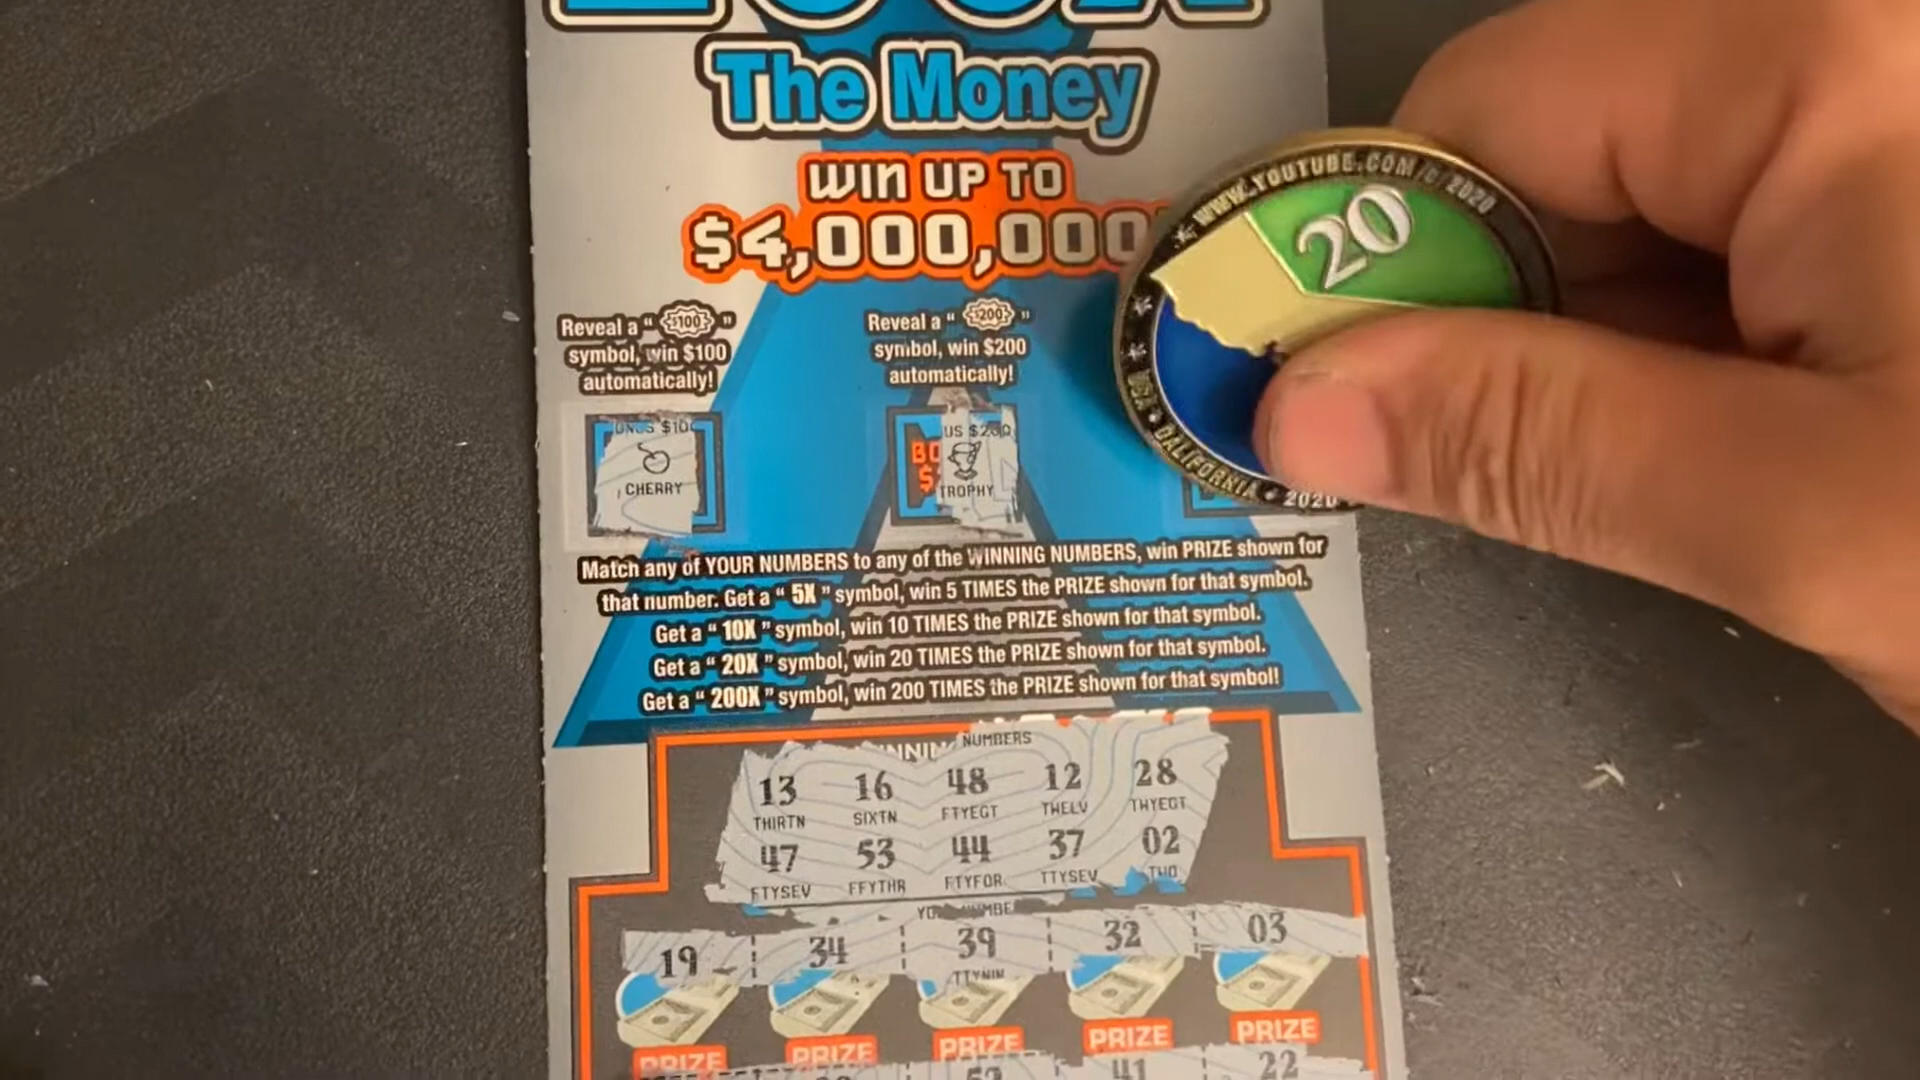 The Money
WIN UP TO
$4,000,000
Reveal a "$100"
symbol, win $100
automatically!
Reveal a "$200"
symbol, win $200
automatically!
WWW.YOUTUBE.COM/c/2020
20
CALIFORNIA • 2020
CHERRY
TROPHY
Match any of YOUR NUMBERS to any of the WINNING NUMBERS, win PRIZE shown for
that number. Get a "5X" symbol, win 5 TIMES the PRIZE shown for that symbol.
Get a "10X" symbol, win 10 TIMES the PRIZE shown for that symbol.
Get a "20X" symbol, win 20 TIMES the PRIZE shown for that symbol.
Get a "200X" symbol, win 200 TIMES the PRIZE shown for that symbol!
NUMBERS
13 16 48 12 28
THIRTN SIXTN FTYEGT THELV THYEGT
47 53 44 37 02
FTYSEV FFYTHR FTYFOR TTYSEV TWO
19 34 39 32 03
TTYNIN
PRIZE PRIZE PRIZE PRIZE PRIZE
41 22